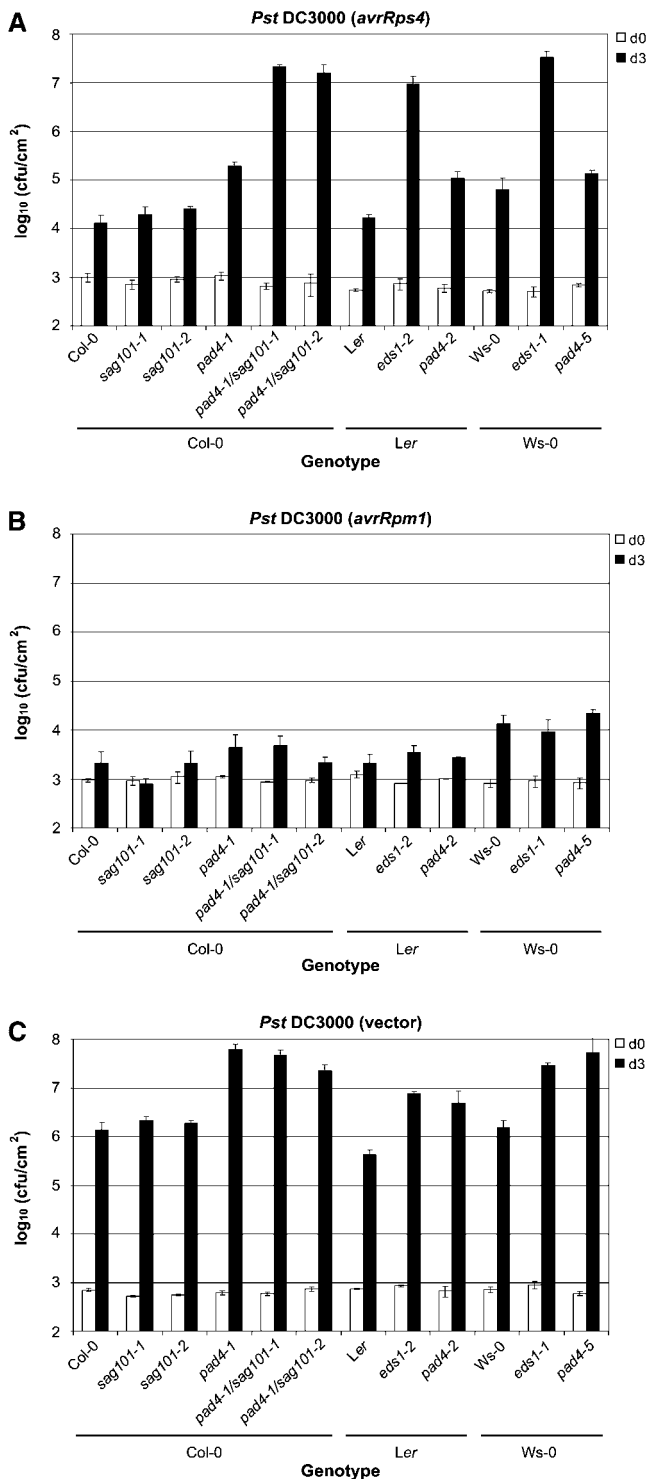 A
Pst DC3000 (avrRps4)
d0
d3
log10 (cfu/cm2)
8
7
6
5
4
3
2
Col-0
sag101-1
sag101-2
pad4-1
pad4-1/sag101-1
pad4-1/sag101-2
Ler
eds1-2
pad4-2
Ws-0
eds1-1
pad4-5
Col-0
Ler
Ws-0
Genotype
B
Pst DC3000 (avrRpm1)
d0
d3
log10 (cfu/cm2)
8
7
6
5
4
3
2
Col-0
sag101-1
sag101-2
pad4-1
pad4-1/sag101-1
pad4-1/sag101-2
Ler
eds1-2
pad4-2
Ws-0
eds1-1
pad4-5
Col-0
Ler
Ws-0
Genotype
C
Pst DC3000 (vector)
d0
d3
log10 (cfu/cm2)
8
7
6
5
4
3
2
Col-0
sag101-1
sag101-2
pad4-1
pad4-1/sag101-1
pad4-1/sag101-2
Ler
eds1-2
pad4-2
Ws-0
eds1-1
pad4-5
Col-0
Ler
Ws-0
Genotype